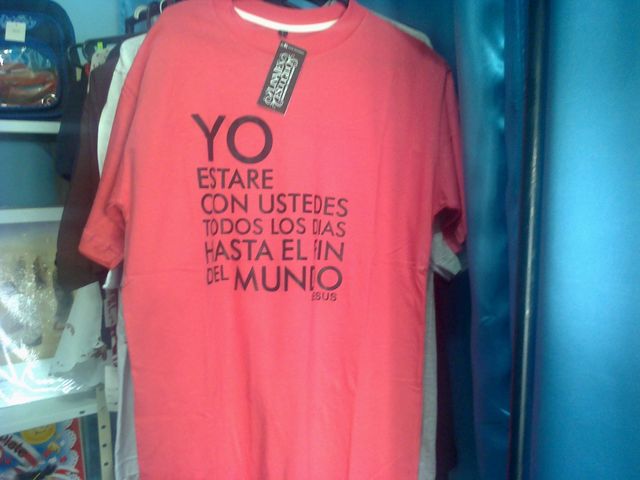 YO
ESTARE
CON USTEDES
TODOS LOS DIAS
HASTA EL FIN
DEL MUNDO
JESUS